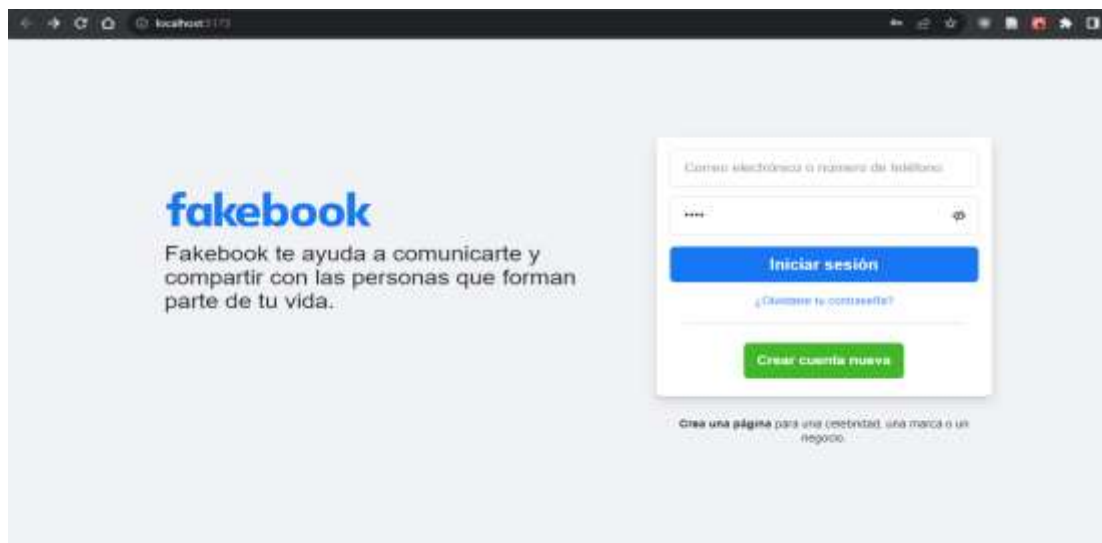 localhost:5173
fakebook
Fakebook te ayuda a comunicarte y
compartir con las personas que forman
parte de tu vida.
Correo electrónico o número de teléfono
••••
Iniciar sesión
¿Olvidaste tu contraseña?
Crear cuenta nueva
Crea una página para una celebridad, una marca o un
negocio.